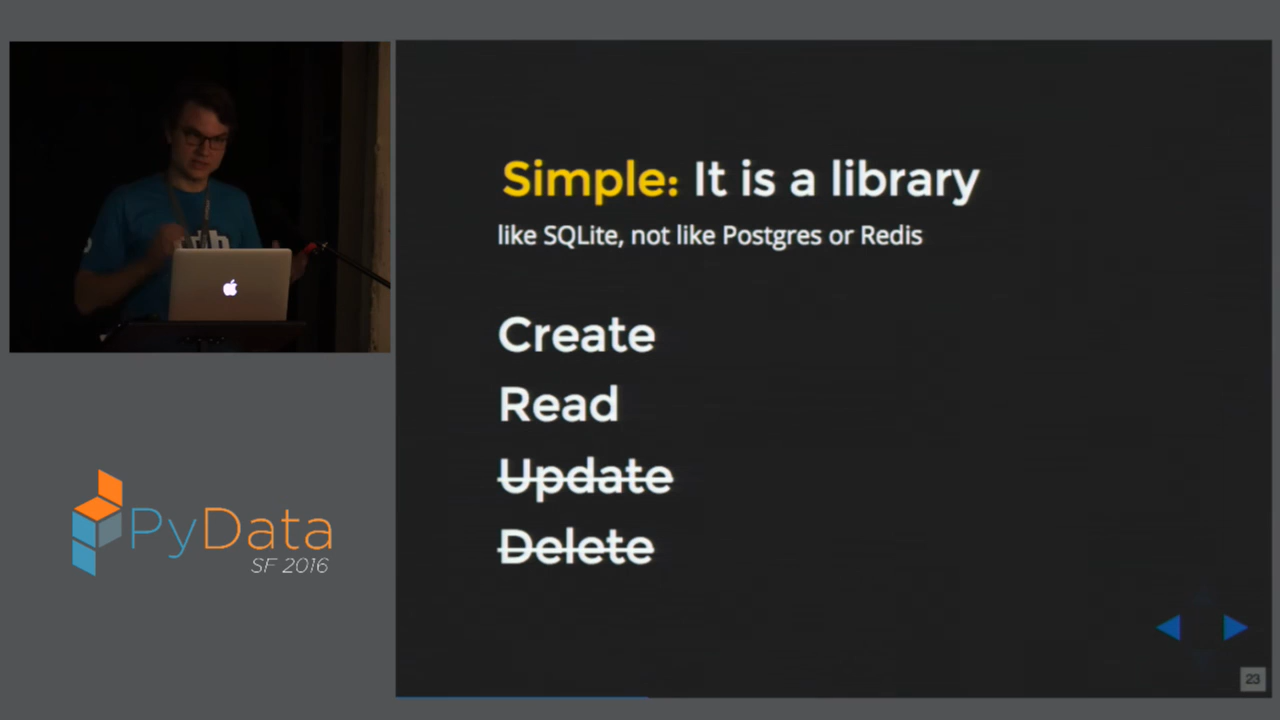 Simple: It is a library
like SQLite, not like Postgres or Redis
Create
Read
Update
Delete
23
PyData
SF 2016